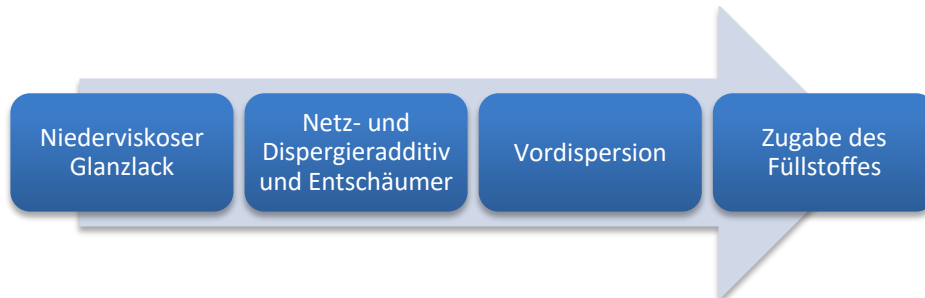 Niederviskoser
Glanzlack
Netz- und
Dispergieradditiv
und Entschäumer
Vordispersion
Zugabe des
Füllstoffes